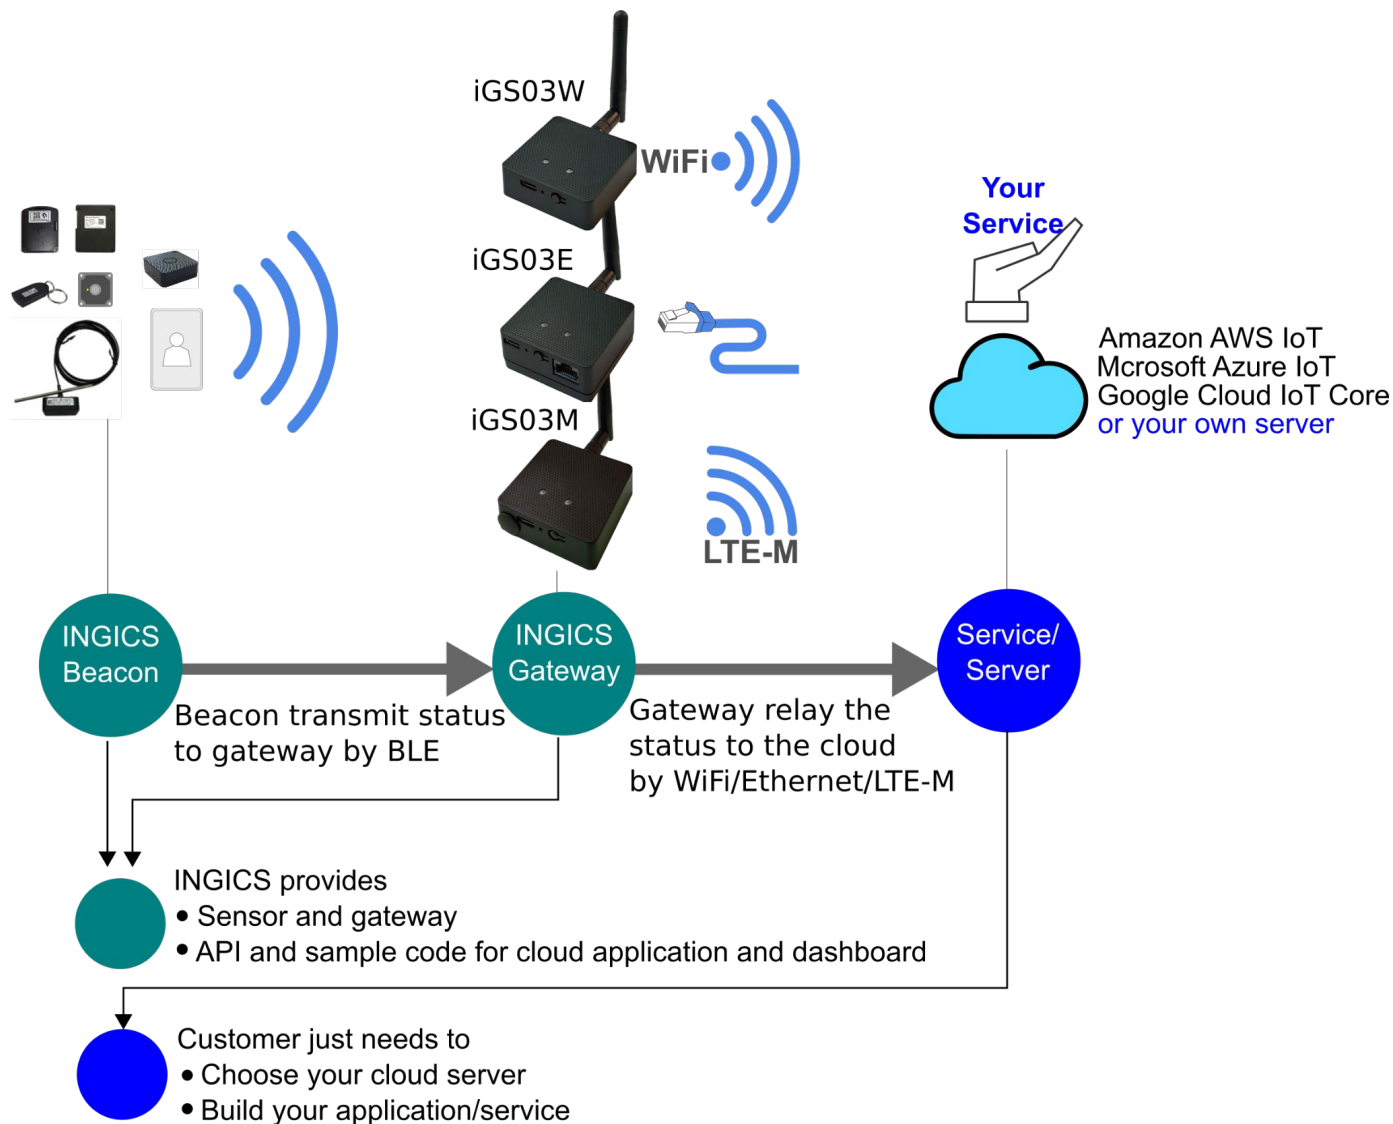 iGS03W
WiFi
iGS03E
iGS03M
LTE-M
Your
Service
Amazon AWS IoT
Mcrosoft Azure IoT
Google Cloud IoT Core
or your own server
INGICS
Beacon
INGICS
Gateway
Service/
Server
Beacon transmit status
to gateway by BLE
Gateway relay the
status to the cloud
by WiFi/Ethernet/LTE-M
INGICS provides
• Sensor and gateway
• API and sample code for cloud application and dashboard
Customer just needs to
• Choose your cloud server
• Build your application/service